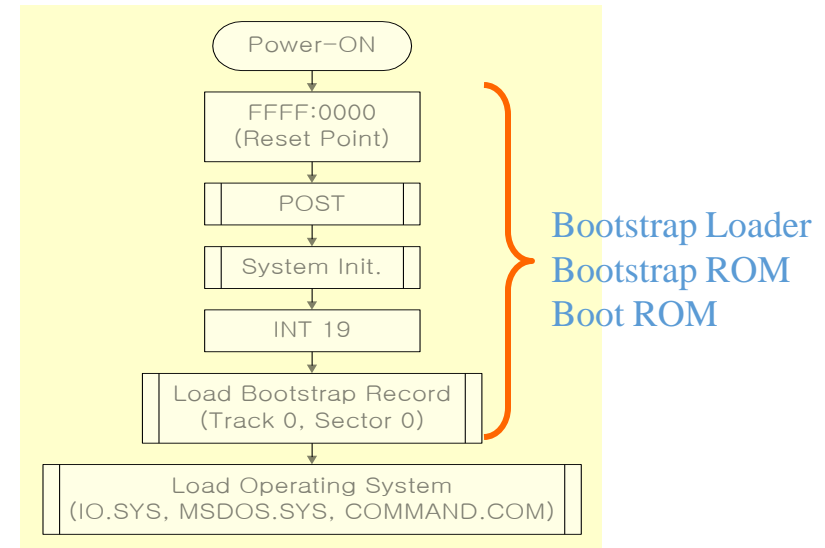 Power-ON
FFFF:0000
(Reset Point)
POST
System Init.
INT 19
Load Bootstrap Record
(Track 0, Sector 0)
Load Operating System
(IO.SYS, MSDOS.SYS, COMMAND.COM)
Bootstrap Loader
Bootstrap ROM
Boot ROM